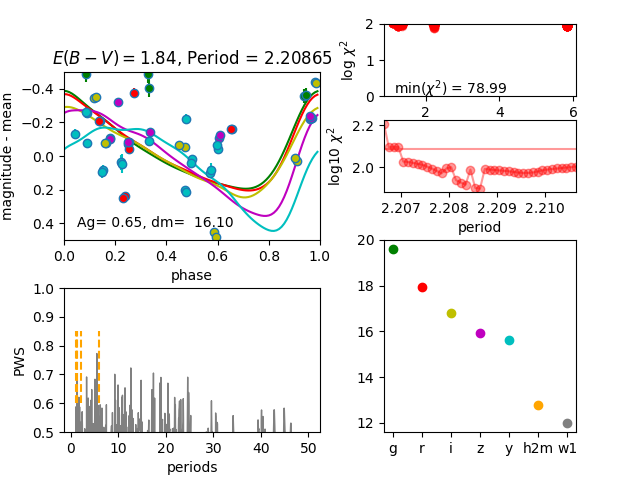 E(B − V) = 1.84, Period = 2.20865
−0.4
−0.2
0.0
0.2
0.4
magnitude - mean
Ag= 0.65, dm= 16.10
0.0 0.2 0.4 0.6 0.8 1.0
phase
2
1
0
log χ²
min(χ²) = 78.99
2 4 6
2.2
2.0
log10 χ²
2.207 2.208 2.209 2.210
period
1.0
0.9
0.8
0.7
0.6
0.5
PWS
0 10 20 30 40 50
periods
20
18
16
14
12
g r i z y h2m w1